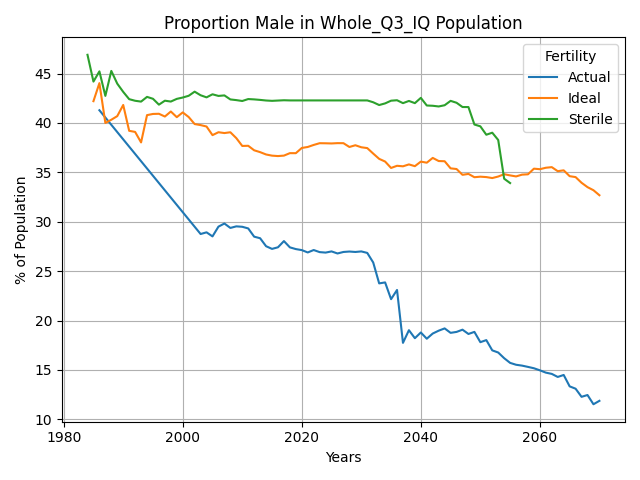 Proportion Male in Whole_Q3_IQ Population
Fertility
Actual
Ideal
Sterile
% of Population
45
40
35
30
25
20
15
10
1980
2000
2020
2040
2060
Years